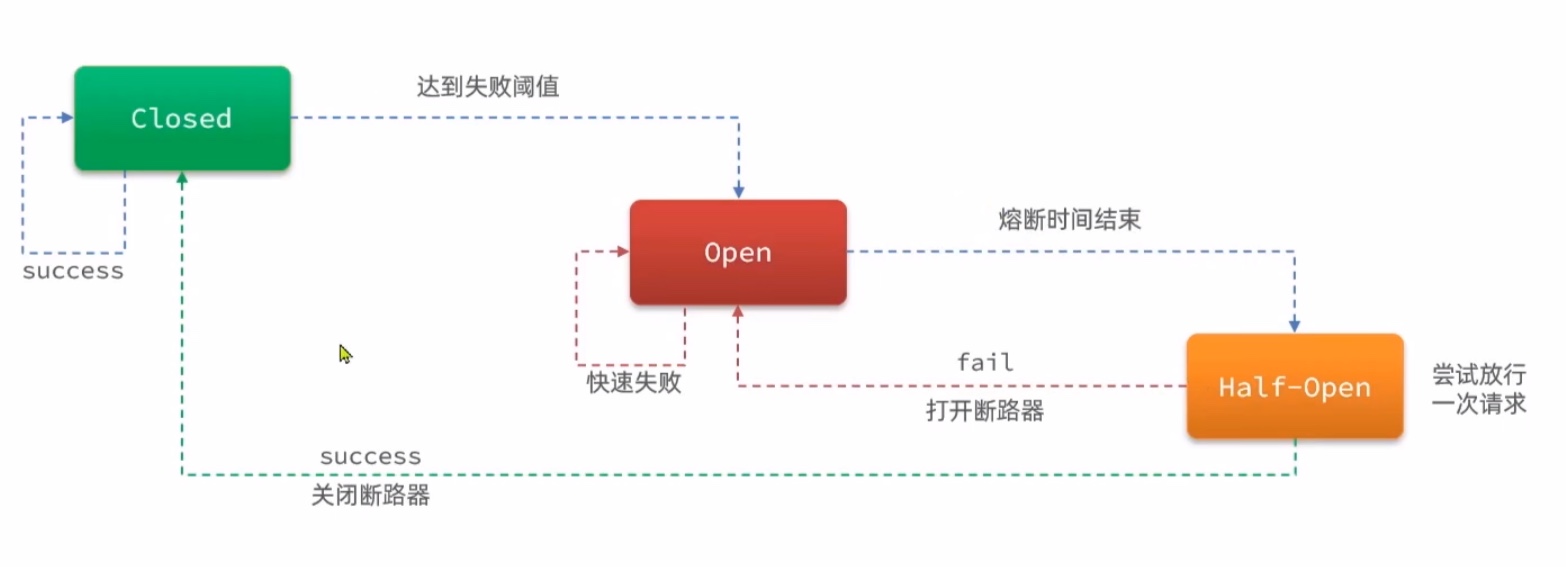 达到失败阈值
Closed
success
熔断时间结束
Open
快速失败
fail
打开断路器
Half-Open
尝试放行
一次请求
success
关闭断路器